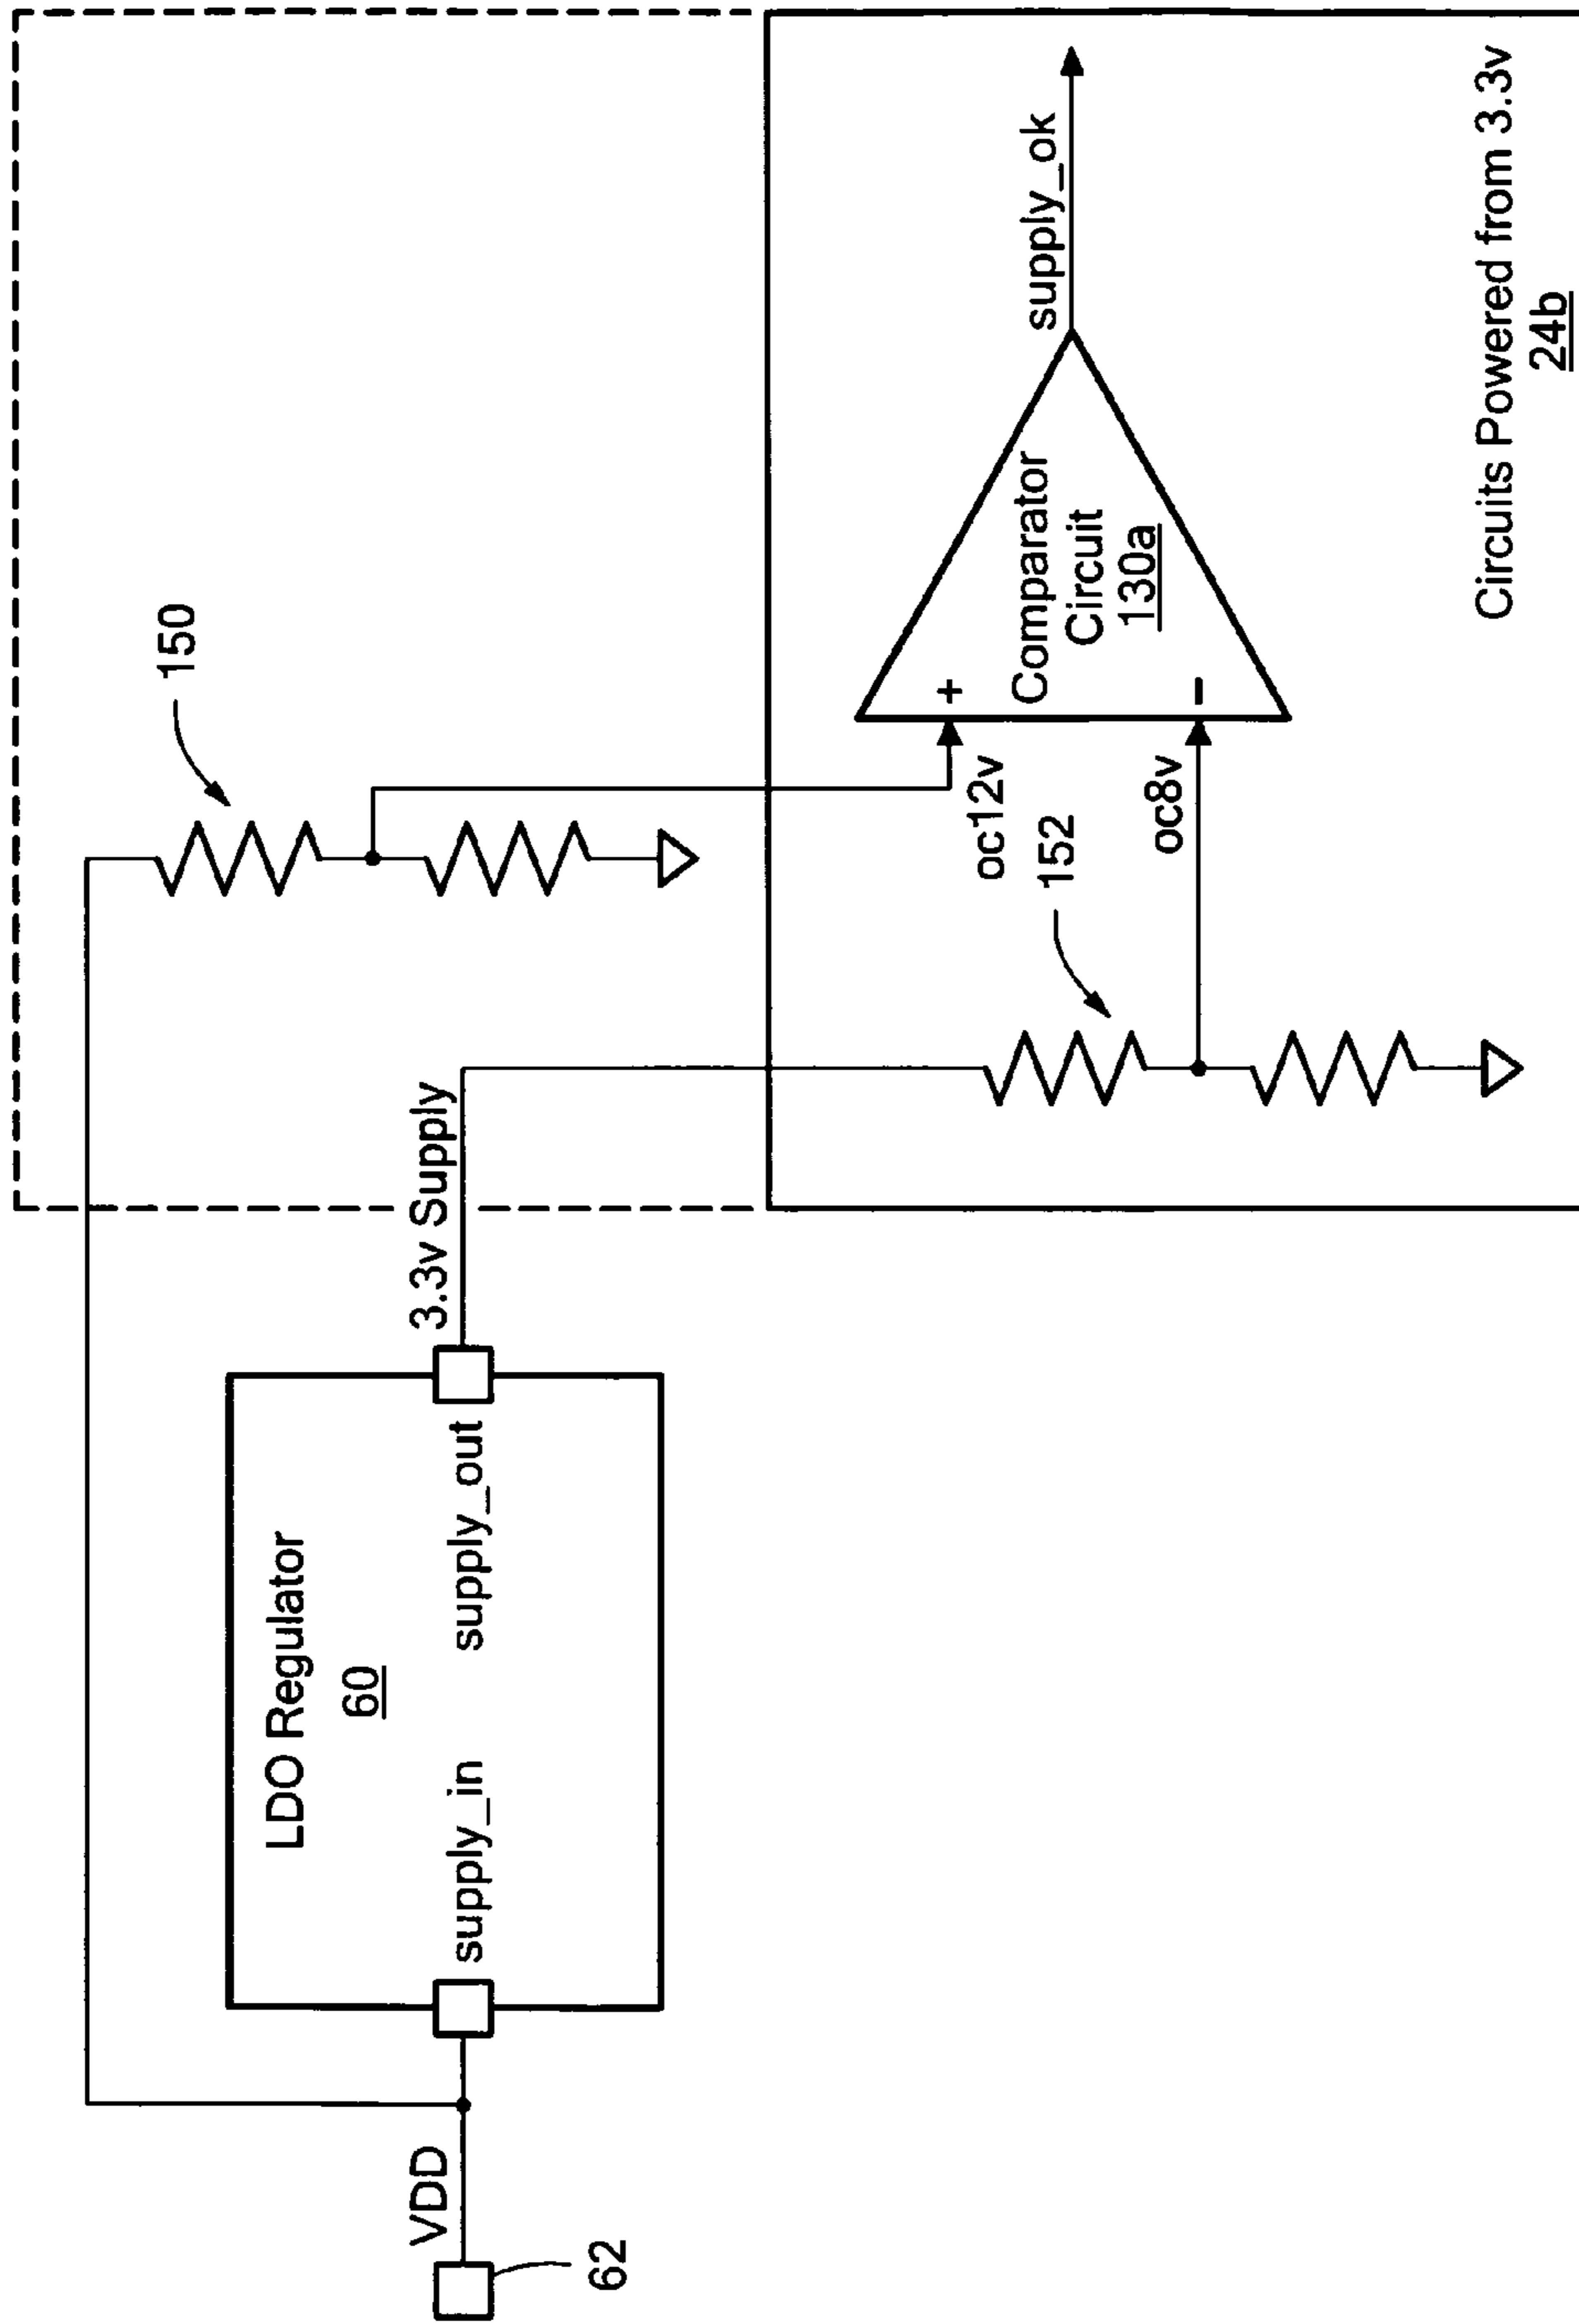 VDD
62
LDO Regulator
60
supply_in
supply_out
3.3v Supply
150
152
oc12v
oc8v
+
-
Comparator
Circuit
130a
supply_ok
Circuits Powered from 3.3v
24b